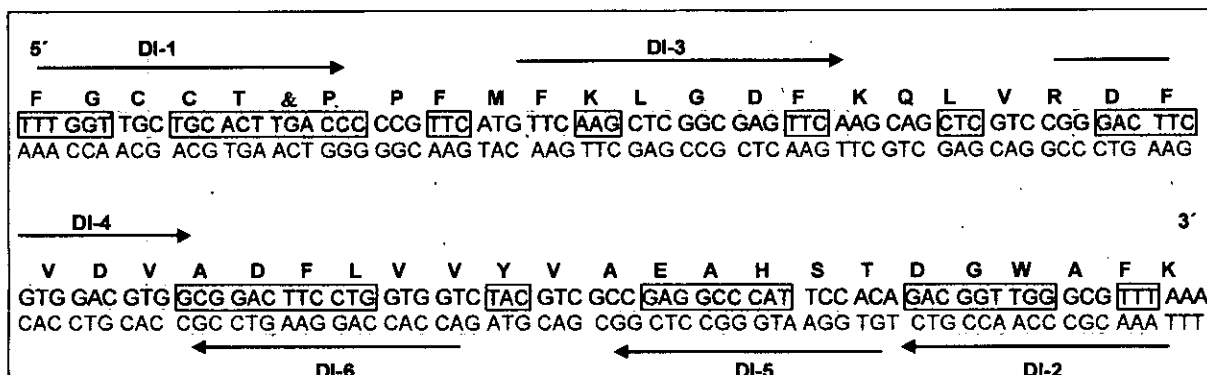 5´ DI-1 DI-3
F G C C T & P P F M F K L G D F K Q L V R D F
TTT GGT TGC TGC ACT TGA CCC CCG TTC ATG TTC AAG CTC GGC GAG TTC AAG CAG CTC GTC CGG GAC TTC
AAA CCA ACG ACG TGA ACT GGG GGC AAG TAC AAG TTC GAG CCG CTC AAG TTC GTC GAG CAG GCC CTG AAG
DI-4 3´
V D V A D F L V V Y V A E A H S T D G W A F K
GTG GAC GTG GCG GAC TTC CTG GTG GTC TAC GTC GCC GAG GCC CAT TCC ACA GAC GGT TGG GCG TTT AAA
CAC CTG CAC CGC CTG AAG GAC CAC CAG ATG CAG CGG CTC CGG GTA AGG TGT CTG CCA ACC CGC AAA TTT
DI-6 DI-5 DI-2